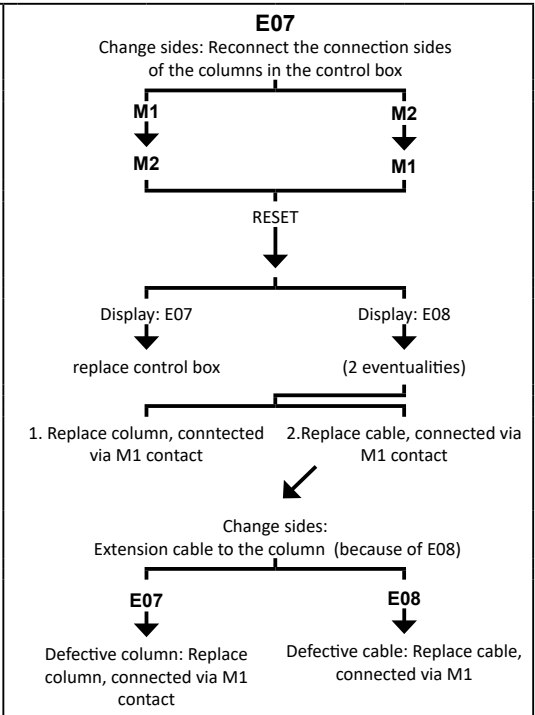 E07
Change sides: Reconnect the connection sides
of the columns in the control box
M1
M2
M2
M1
RESET
Display: E07
Display: E08
replace control box
(2 eventualities)
1. Replace column, conntected
via M1 contact
2.Replace cable, connected via
M1 contact
Change sides:
Extension cable to the column (because of E08)
E07
E08
Defective column: Replace
column, connected via M1
contact
Defective cable: Replace cable,
connected via M1